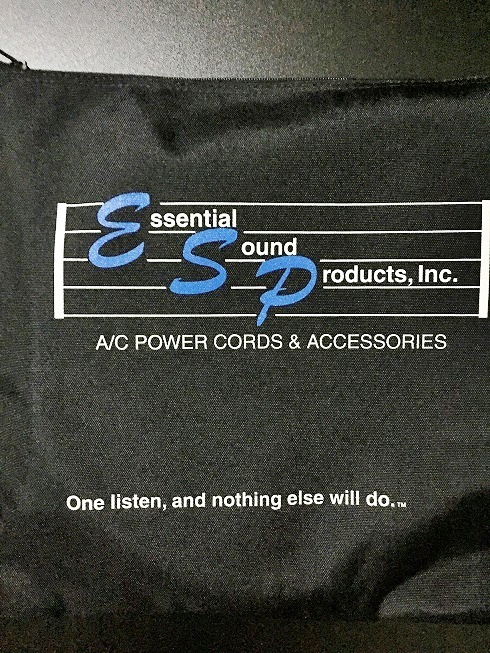 Essential
Sound
Products, Inc.
A/C POWER CORDS & ACCESSORIES
One listen, and nothing else will do.™